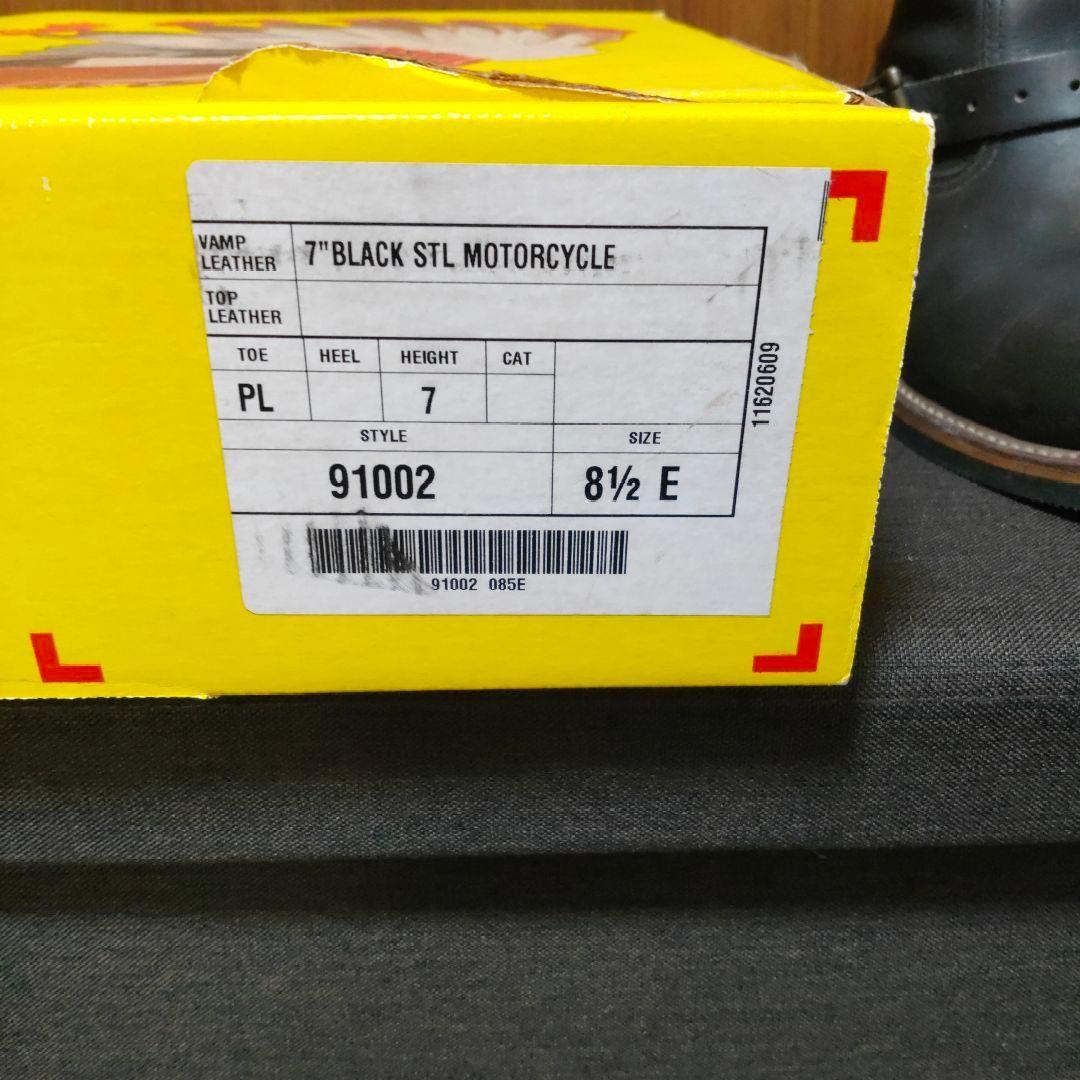 VAMP
LEATHER
7"BLACK STL MOTORCYCLE
TOP
LEATHER
TOE HEEL HEIGHT CAT
PL 7
STYLE SIZE
91002 8½ E
91002 085E
11620609